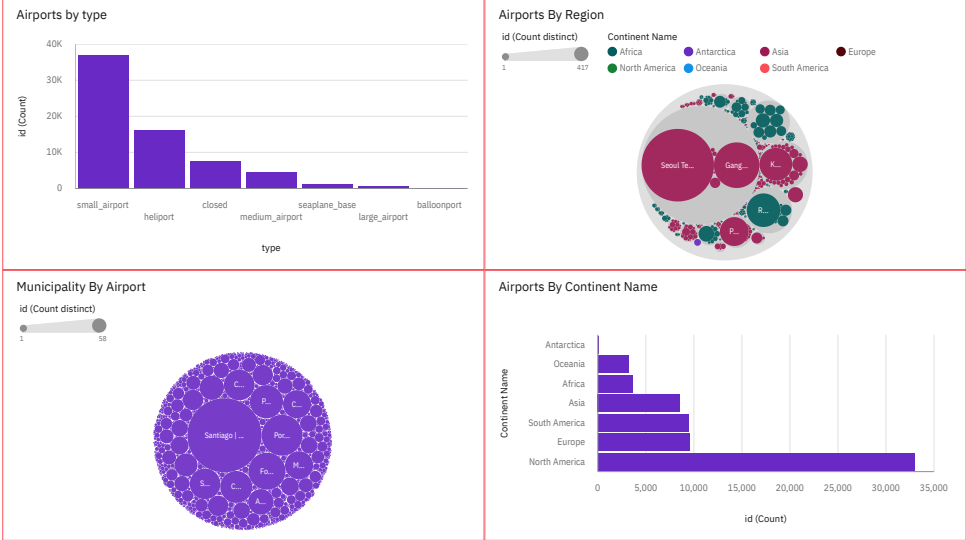 Airports by type
40K
30K
20K
10K
0
id (Count)
small_airport
heliport
closed
medium_airport
seaplane_base
large_airport
balloonport
type
Airports By Region
id (Count distinct)
1
417
Continent Name
Africa
Antarctica
Asia
Europe
North America
Oceania
South America
Seoul Te...
Gang...
K...
R...
P...
Municipality By Airport
id (Count distinct)
1
58
C...
P...
C...
Santiago | ...
Por...
Fo...
M...
S...
C...
A...
Airports By Continent Name
Continent Name
Antarctica
Oceania
Africa
Asia
South America
Europe
North America
0
5,000
10,000
15,000
20,000
25,000
30,000
35,000
id (Count)